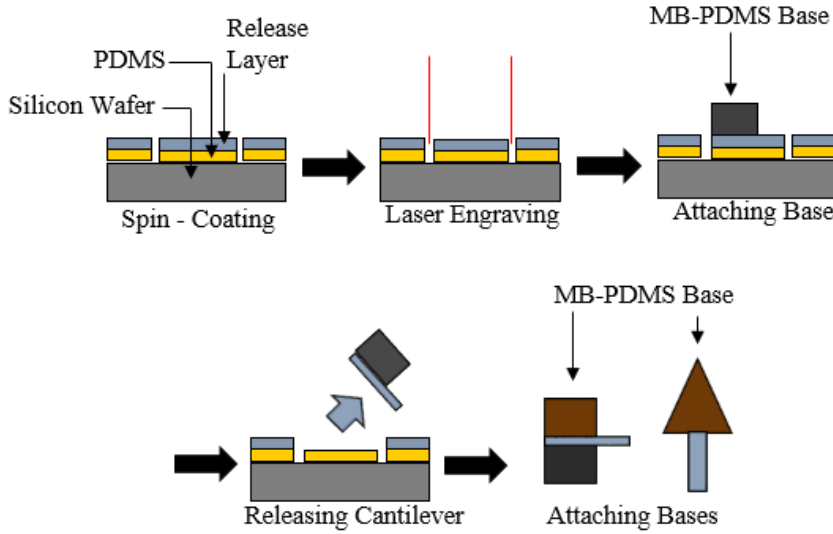 Release
Layer
PDMS
Silicon Wafer
MB-PDMS Base
Spin - Coating
Laser Engraving
Attaching Base
MB-PDMS Base
Releasing Cantilever
Attaching Bases